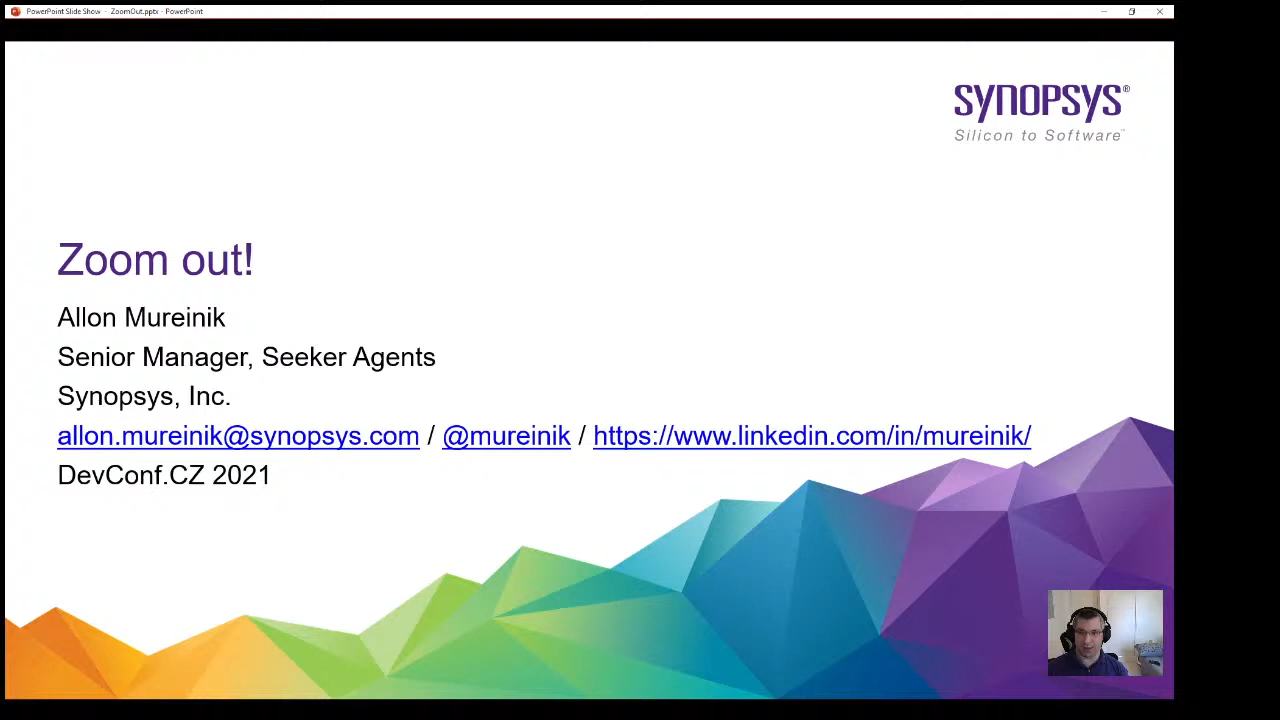 PowerPoint Slide Show - ZoomOut.pptx - PowerPoint
SYNOPSYS®
Silicon to Software™
Zoom out!
Allon Mureinik
Senior Manager, Seeker Agents
Synopsys, Inc.
allon.mureinik@synopsys.com / @mureinik / https://www.linkedin.com/in/mureinik/
DevConf.CZ 2021